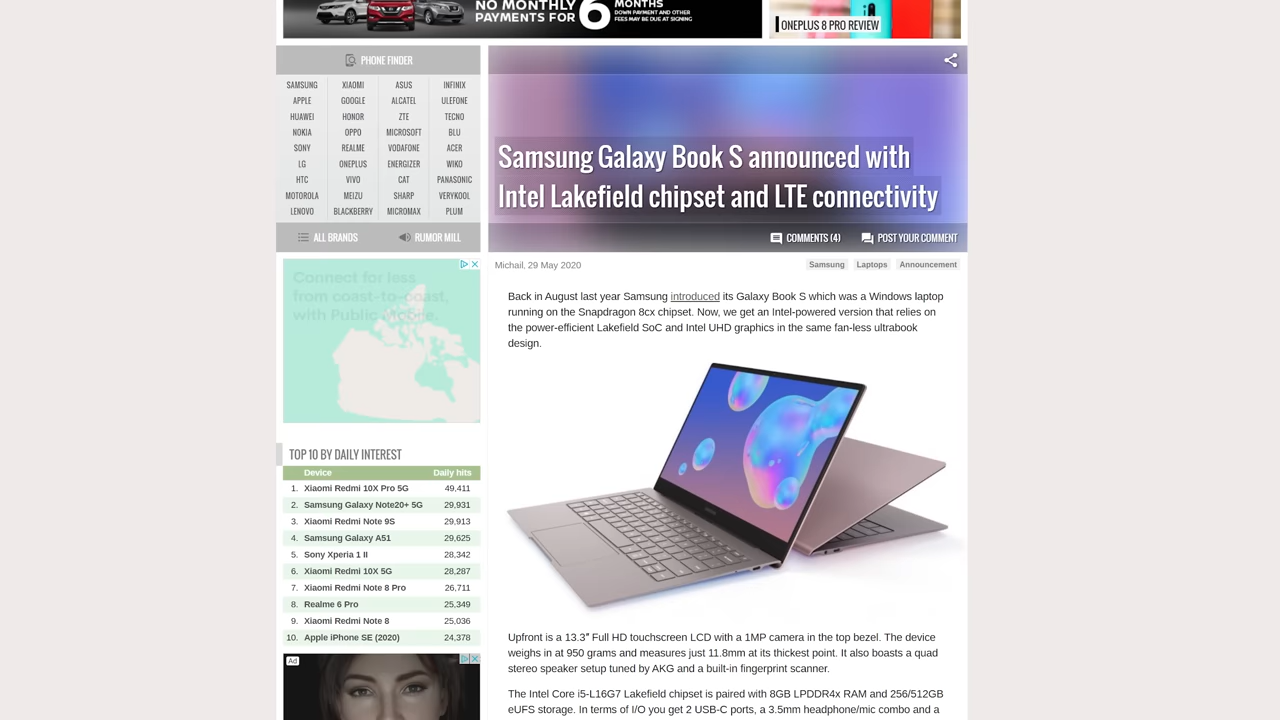 NO MONTHLY
PAYMENTS FOR 6 MONTHS
DOWN PAYMENT AND OTHER
FEES MAY BE DUE AT SIGNING
ONEPLUS 8 PRO REVIEW
PHONE FINDER
SAMSUNG XIAOMI ASUS INFINIX
APPLE GOOGLE ALCATEL ULEFONE
HUAWEI HONOR ZTE TECNO
NOKIA OPPO MICROSOFT BLU
SONY REALME VODAFONE ACER
LG ONEPLUS ENERGIZER WIKO
HTC VIVO CAT PANASONIC
MOTOROLA MEIZU SHARP VERYKOOL
LENOVO BLACKBERRY MICROMAX PLUM
ALL BRANDS RUMOR MILL
Samsung Galaxy Book S announced with
Intel Lakefield chipset and LTE connectivity
COMMENTS (4) POST YOUR COMMENT
Michail, 29 May 2020
Samsung Laptops Announcement
Connect for less
from coast-to-coast,
with Public Mobile.
Back in August last year Samsung introduced its Galaxy Book S which was a Windows laptop
running on the Snapdragon 8cx chipset. Now, we get an Intel-powered version that relies on
the power-efficient Lakefield SoC and Intel UHD graphics in the same fan-less ultrabook
design.
TOP 10 BY DAILY INTEREST
Device Daily hits
1. Xiaomi Redmi 10X Pro 5G 49,411
2. Samsung Galaxy Note20+ 5G 29,931
3. Xiaomi Redmi Note 9S 29,913
4. Samsung Galaxy A51 29,625
5. Sony Xperia 1 II 28,342
6. Xiaomi Redmi 10X 5G 28,287
7. Xiaomi Redmi Note 8 Pro 26,711
8. Realme 6 Pro 25,349
9. Xiaomi Redmi Note 8 25,036
10. Apple iPhone SE (2020) 24,378
Ad
Upfront is a 13.3" Full HD touchscreen LCD with a 1MP camera in the top bezel. The device
weighs in at 950 grams and measures just 11.8mm at its thickest point. It also boasts a quad
stereo speaker setup tuned by AKG and a built-in fingerprint scanner.
The Intel Core i5-L16G7 Lakefield chipset is paired with 8GB LPDDR4x RAM and 256/512GB
eUFS storage. In terms of I/O you get 2 USB-C ports, a 3.5mm headphone/mic combo and a